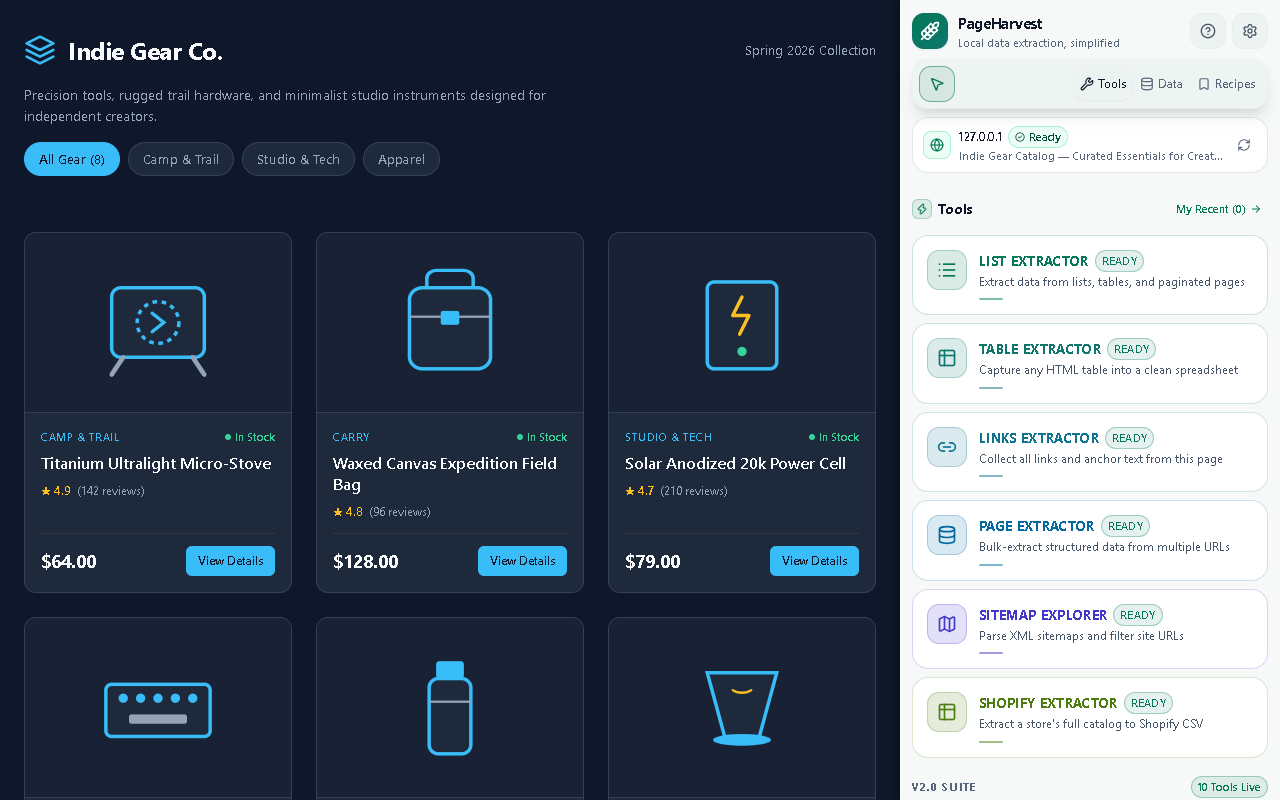 Indie Gear Co.
Spring 2026 Collection
Precision tools, rugged trail hardware, and minimalist studio instruments designed for
independent creators.
All Gear (8)
Camp & Trail
Studio & Tech
Apparel
CAMP & TRAIL
In Stock
Titanium Ultralight Micro-Stove
★ 4.9 (142 reviews)
$64.00
View Details
CARRY
In Stock
Waxed Canvas Expedition Field
Bag
★ 4.8 (96 reviews)
$128.00
View Details
STUDIO & TECH
In Stock
Solar Anodized 20k Power Cell
★ 4.7 (210 reviews)
$79.00
View Details
PageHarvest
Local data extraction, simplified
Tools
Data
Recipes
127.0.0.1
Ready
Indie Gear Catalog — Curated Essentials for Creat...
Tools
My Recent (0) →
LIST EXTRACTOR
READY
Extract data from lists, tables, and paginated pages
TABLE EXTRACTOR
READY
Capture any HTML table into a clean spreadsheet
LINKS EXTRACTOR
READY
Collect all links and anchor text from this page
PAGE EXTRACTOR
READY
Bulk-extract structured data from multiple URLs
SITEMAP EXPLORER
READY
Parse XML sitemaps and filter site URLs
SHOPIFY EXTRACTOR
READY
Extract a store's full catalog to Shopify CSV
V2.0 SUITE
10 Tools Live